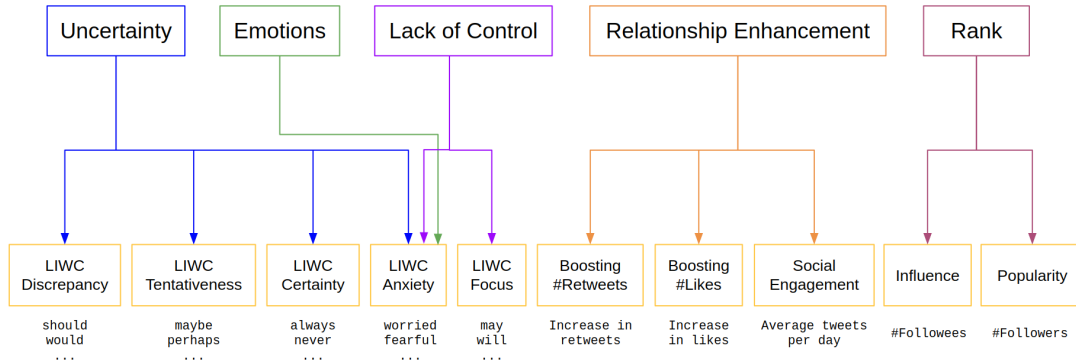 Uncertainty
Emotions
Lack of Control
Relationship Enhancement
Rank
LIWC
Discrepancy
LIWC
Tentativeness
LIWC
Certainty
LIWC
Anxiety
LIWC
Focus
Boosting
#Retweets
Boosting
#Likes
Social
Engagement
Influence
Popularity
should
would
...
maybe
perhaps
...
always
never
...
worried
fearful
...
may
will
...
Increase in
retweets
Increase
in likes
Average tweets
per day
#Followees
#Followers